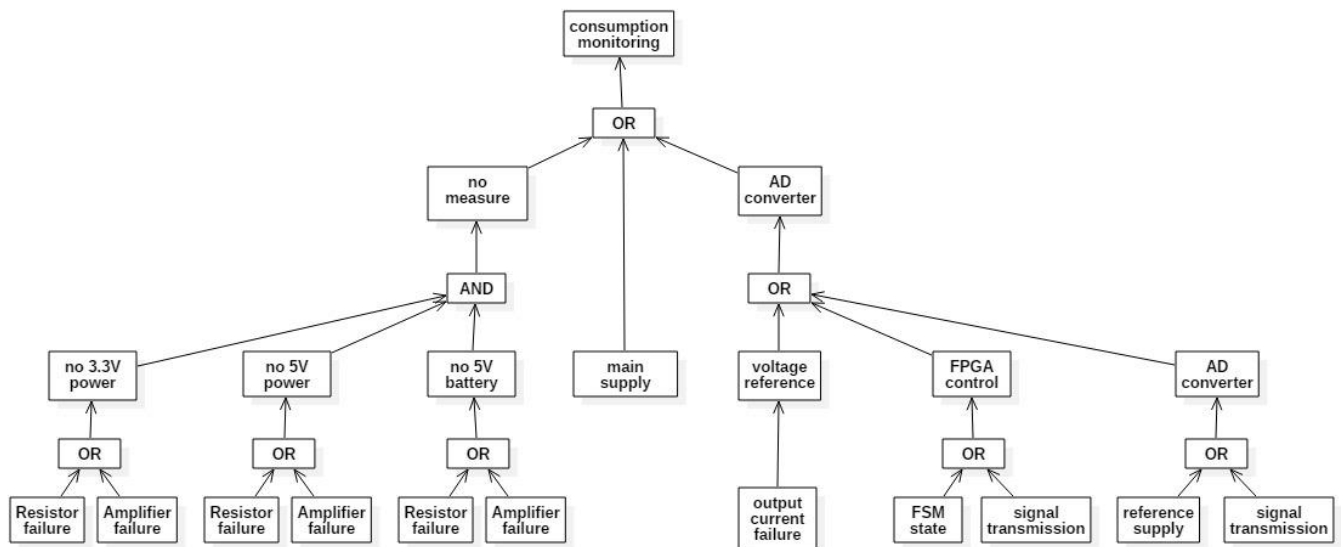 consumption
monitoring
OR
no
measure
AD
converter
AND
OR
no 3.3V
power
no 5V
power
no 5V
battery
main
supply
voltage
reference
FPGA
control
AD
converter
OR
OR
OR
OR
OR
Resistor
failure
Amplifier
failure
Resistor
failure
Amplifier
failure
Resistor
failure
Amplifier
failure
output
current
failure
FSM
state
signal
transmission
reference
supply
signal
transmission